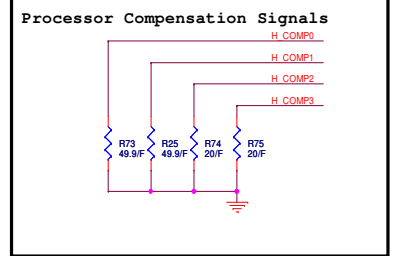 Processor Compensation Signals
H_COMP0
H_COMP1
H_COMP2
H_COMP3
R73 R25 R74 R75
49.9/F 49.9/F 20/F 20/F